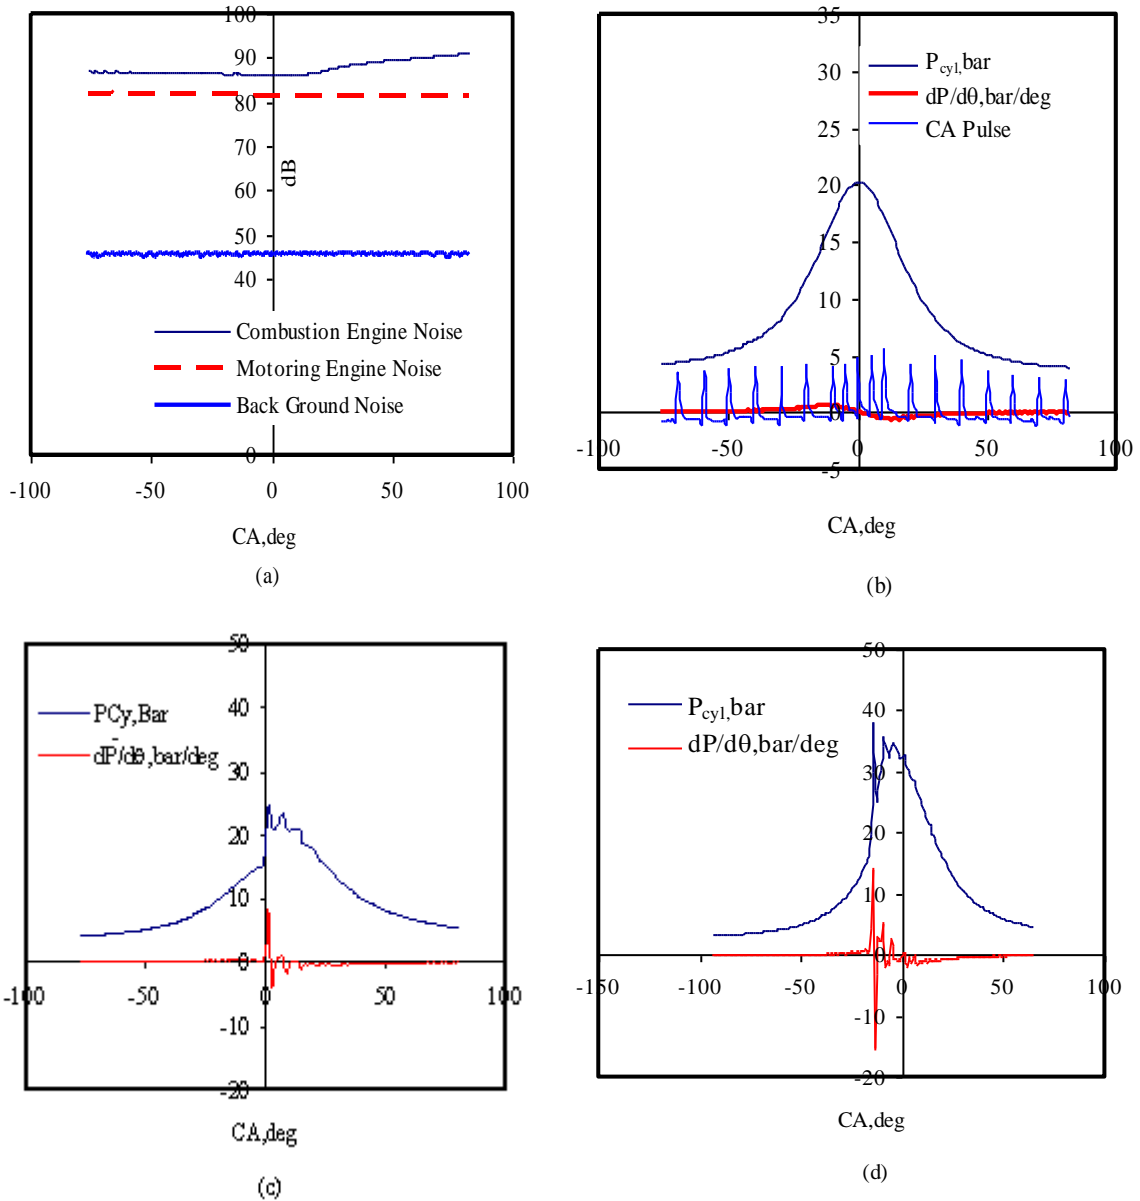 100
90
80
70
60
50
40
0
dB
Combustion Engine Noise
Motoring Engine Noise
Back Ground Noise
-100 -50 0 50 100
CA,deg
(a)
35
30
25
20
15
10
5
0
-5
Pcyl,bar
dP/dθ,bar/deg
CA Pulse
-100 -50 0 50 100
CA,deg
(b)
50
40
30
20
10
0
-10
-20
PCy,Bar
dP/dθ,bar/deg
-100 -50 0 50 100
CA,deg
(c)
50
40
30
20
10
0
-10
-20
Pcyl,bar
dP/dθ,bar/deg
-150 -100 -50 0 50 100
CA,deg
(d)